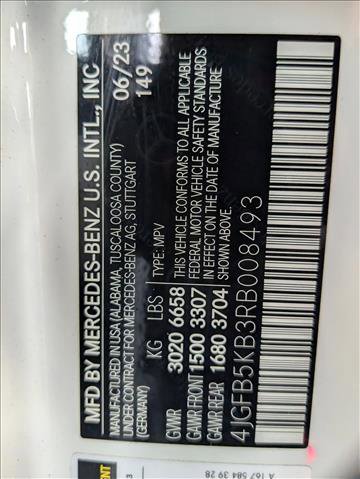 MFD BY MERCEDES-BENZ U.S. INTL., INC
06/23
149
MANUFACTURED IN USA (ALABAMA, TUSCALOOSA COUNTY)
UNDER CONTRACT FOR MERCEDES-BENZ AG, STUTTGART
KG LBS TYPE: MPV
GVWR 3020 6658
GAWR FRONT 1500 3307
GAWR REAR 1680 3704
THIS VEHICLE CONFORMS TO ALL APPLICABLE
FEDERAL MOTOR VEHICLE SAFETY STANDARDS
IN EFFECT ON THE DATE OF MANUFACTURE
SHOWN ABOVE.
4JGFB5KB3RB008493
A 167 584 39 28